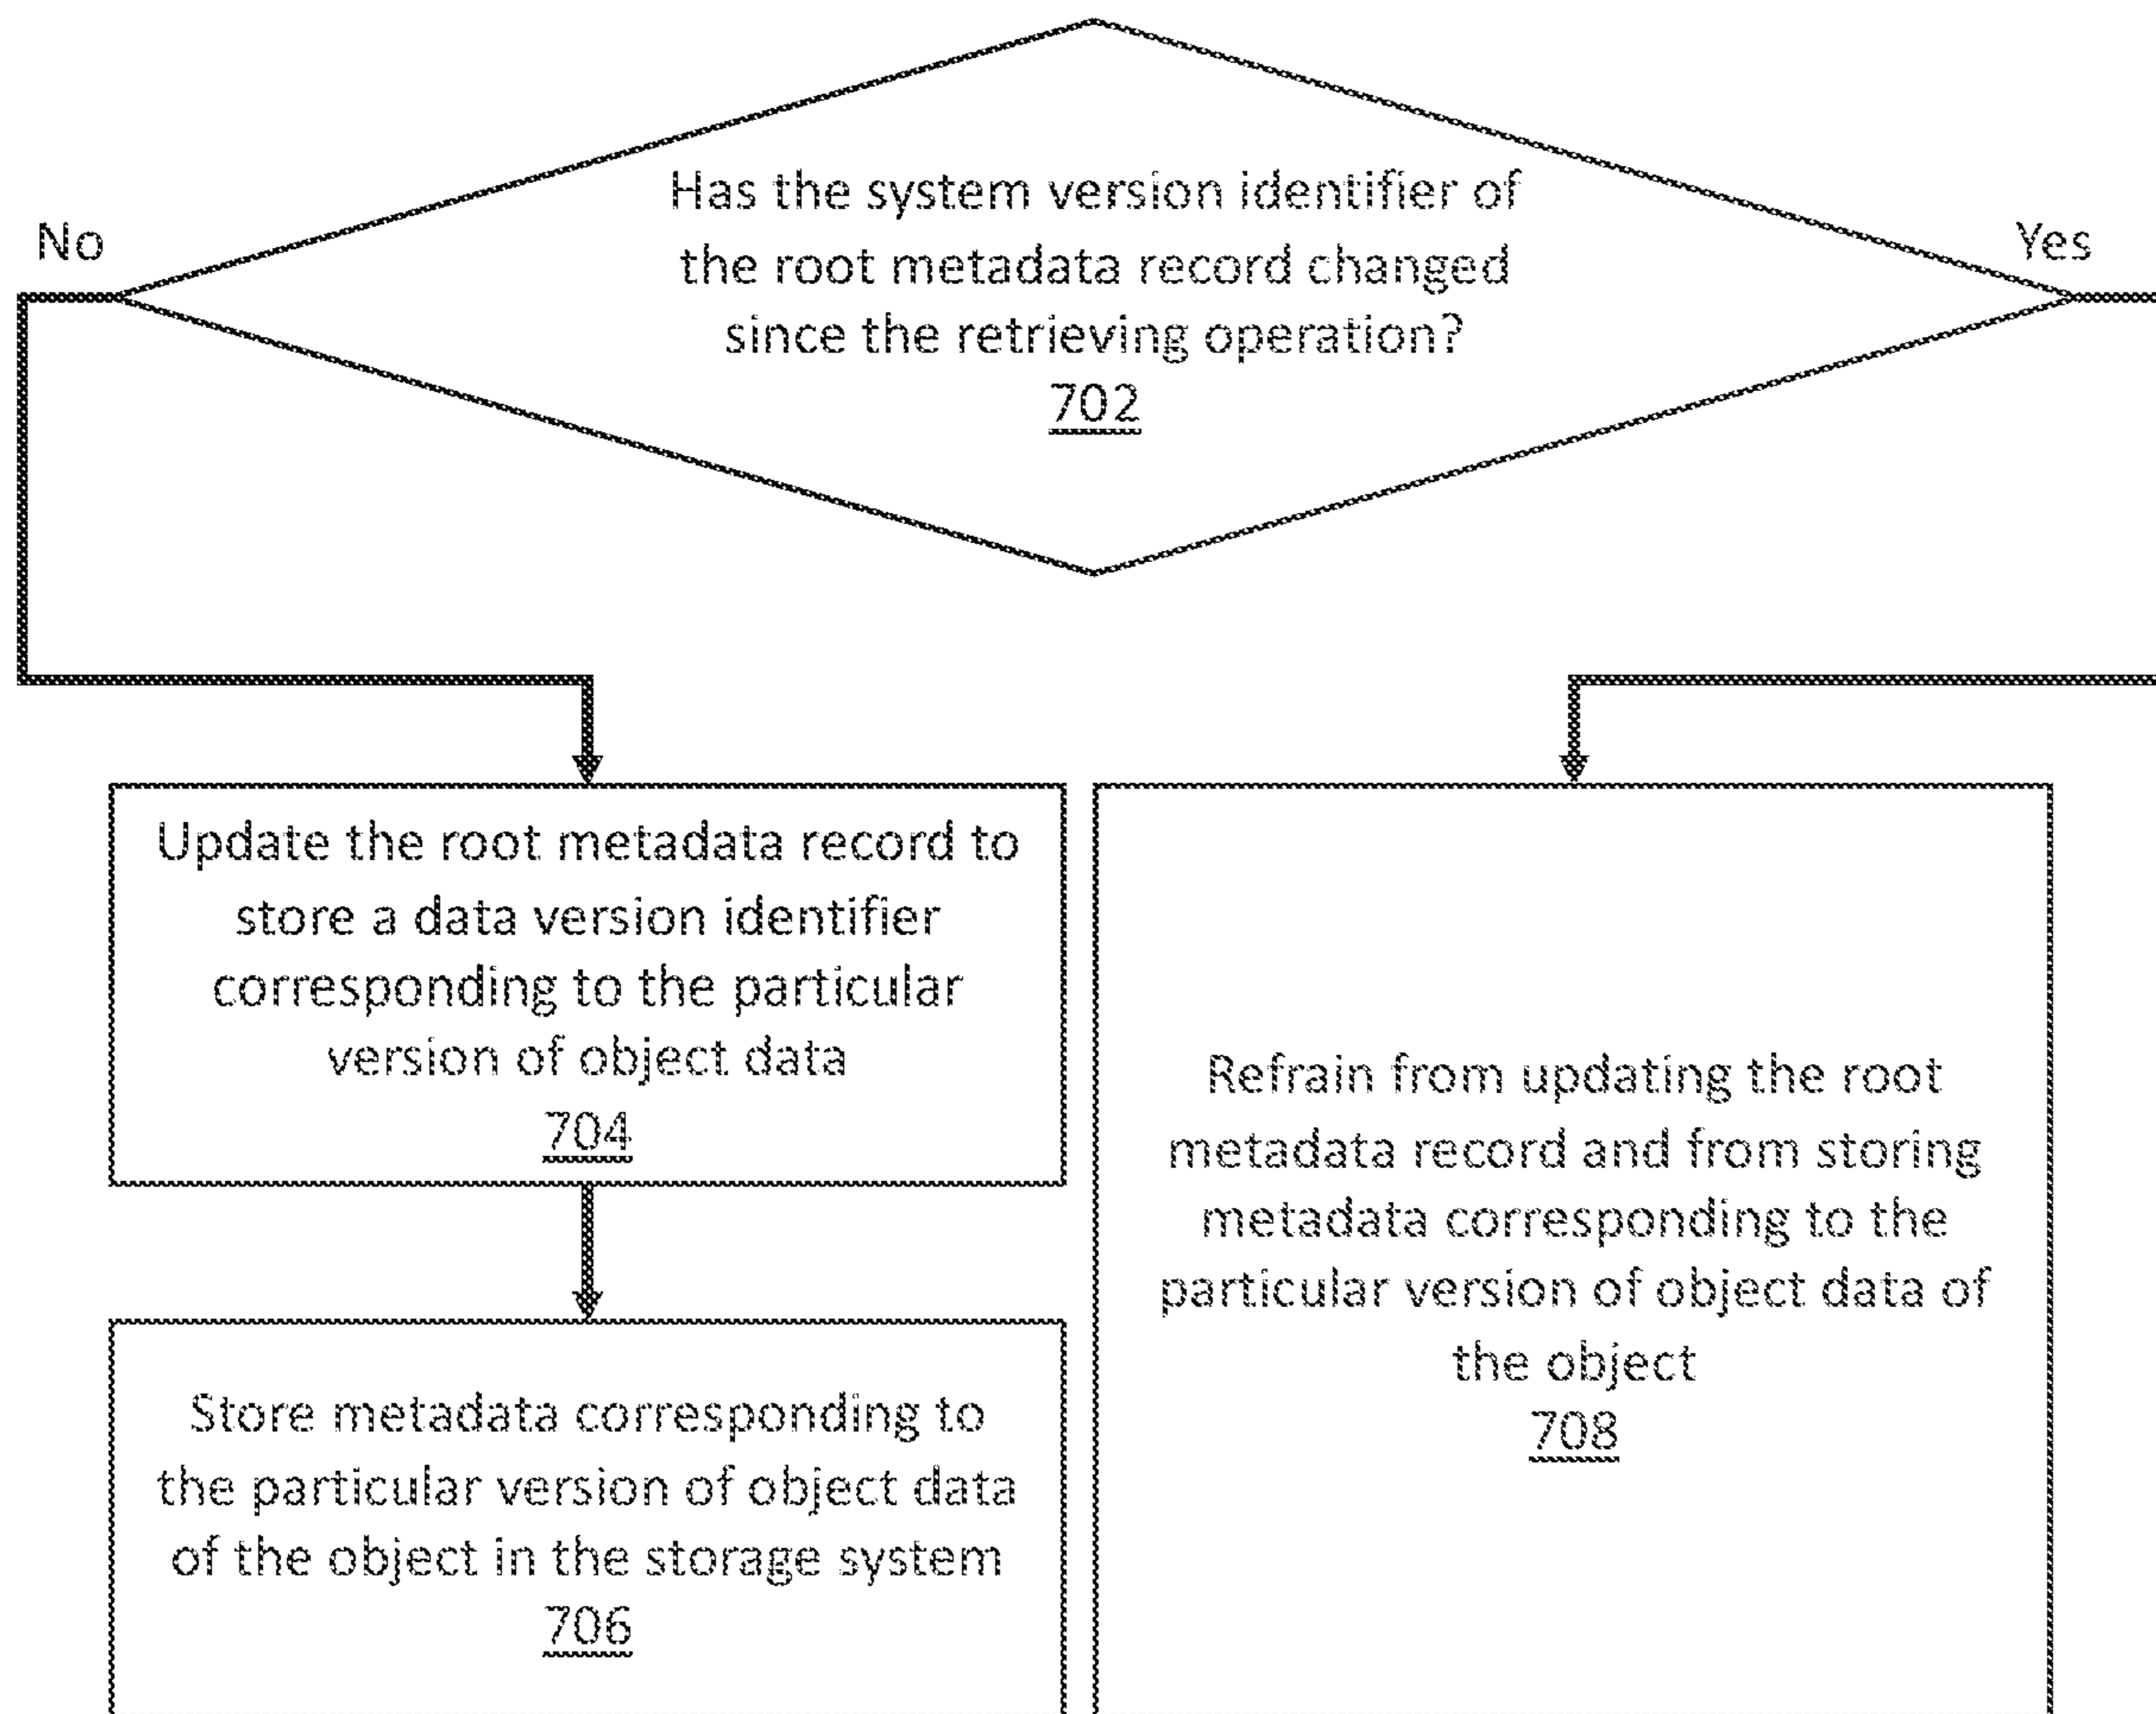 Has the system version identifier of
the root metadata record changed
since the retrieving operation?
702
No
Yes
Update the root metadata record to
store a data version identifier
corresponding to the particular
version of object data
704
Store metadata corresponding to
the particular version of object data
of the object in the storage system
706
Refrain from updating the root
metadata record and from storing
metadata corresponding to the
particular version of object data of
the object
708